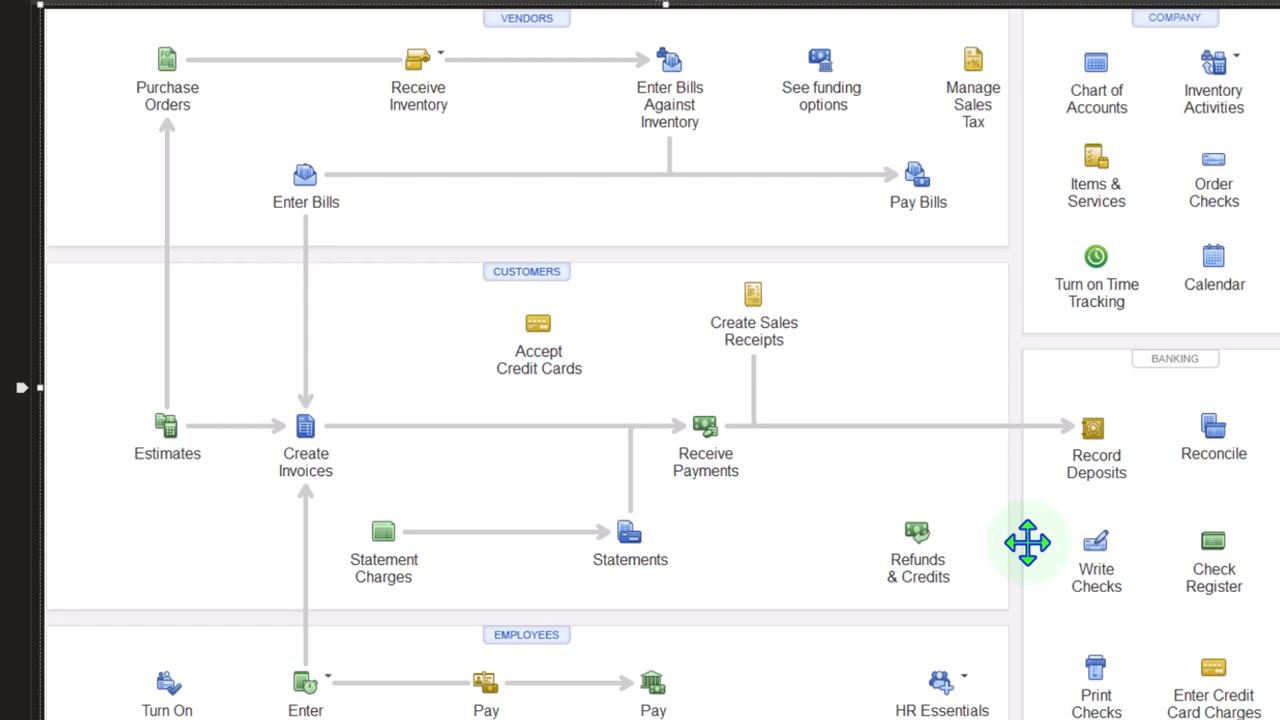 VENDORS
Purchase
Orders
Receive
Inventory
Enter Bills
Against
Inventory
See funding
options
Manage
Sales
Tax
Enter Bills
Pay Bills
CUSTOMERS
Create Sales
Receipts
Accept
Credit Cards
Estimates
Create
Invoices
Receive
Payments
Statement
Charges
Statements
Refunds
& Credits
EMPLOYEES
Turn On
Enter
Pay
Pay
HR Essentials
COMPANY
Chart of
Accounts
Inventory
Activities
Items &
Services
Order
Checks
Turn on Time
Tracking
Calendar
BANKING
Record
Deposits
Reconcile
Write
Checks
Check
Register
Print
Checks
Enter Credit
Card Charges